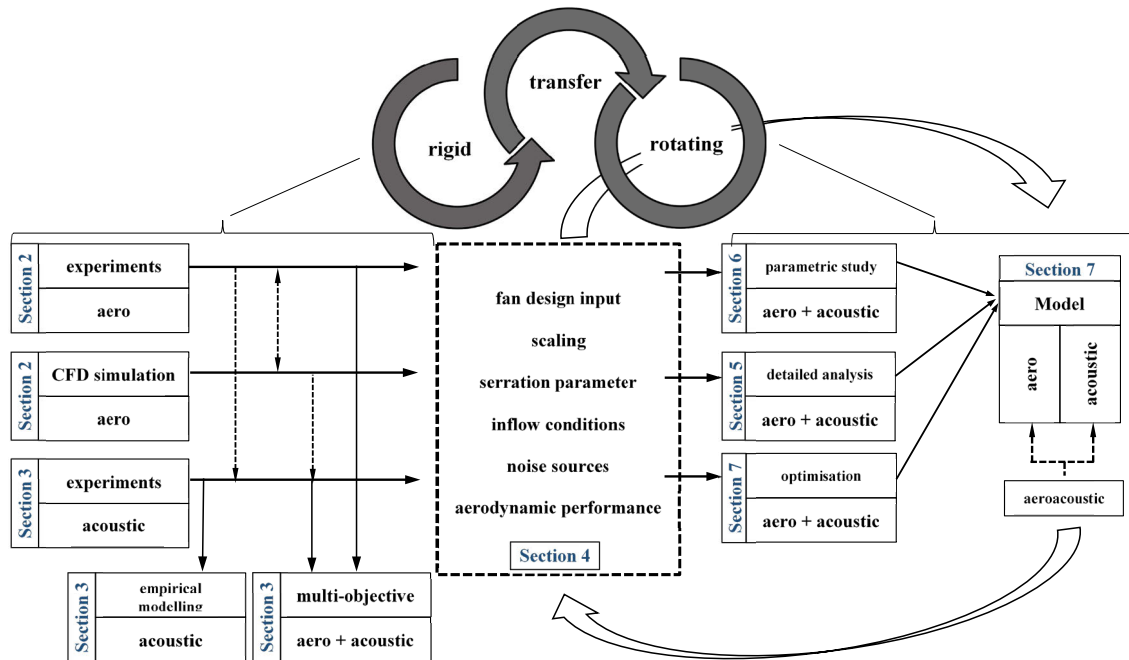 transfer
rigid
rotating
Section 2
experiments
aero
Section 2
CFD simulation
aero
Section 3
experiments
acoustic
Section 3
empirical
modelling
acoustic
Section 3
multi-objective
aero + acoustic
fan design input
scaling
serration parameter
inflow conditions
noise sources
aerodynamic performance
Section 4
Section 6
parametric study
aero + acoustic
Section 5
detailed analysis
aero + acoustic
Section 7
optimisation
aero + acoustic
Section 7
Model
aero
acoustic
aeroacoustic